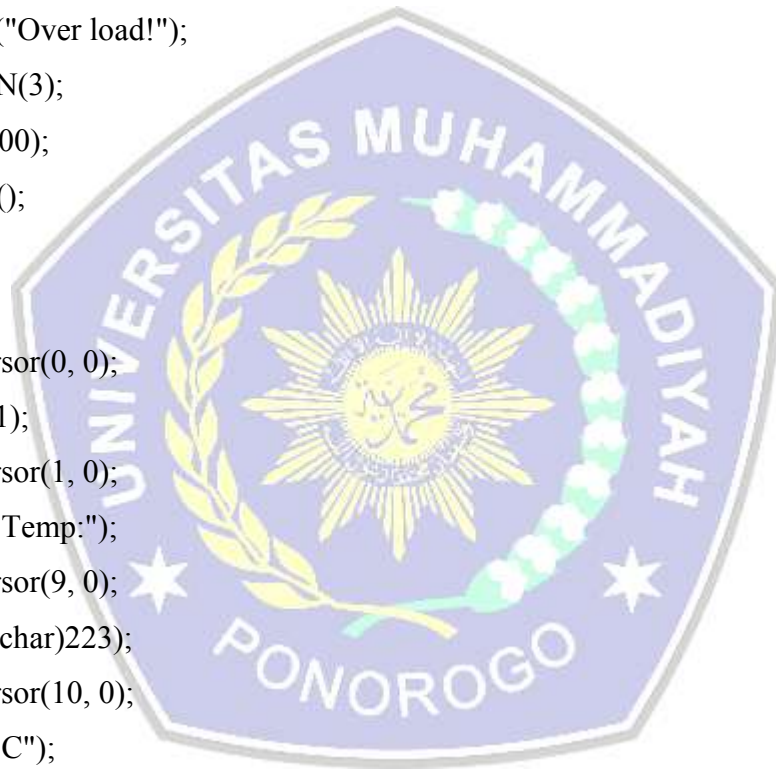 ("Over load!");
N(3);
00);
();
rsor(0, 0);
1);
rsor(1, 0);
Temp:");
rsor(9, 0);
char)223);
rsor(10, 0);
C");
UNIVERSITAS MUHAMMADIYAH
PONOROGO